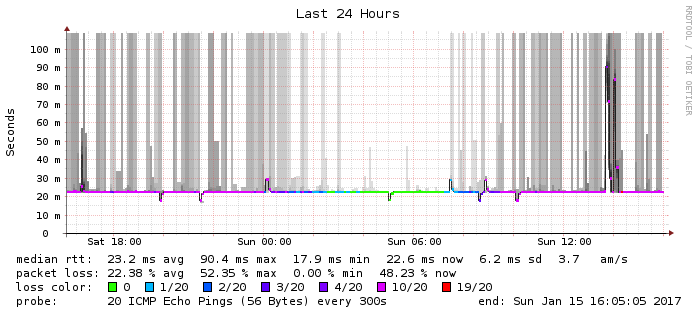 Last 24 Hours
RRDTOOL / TOBI OETIKER
Seconds
100 m
90 m
80 m
70 m
60 m
50 m
40 m
30 m
20 m
10 m
0
Sat 18:00 Sun 00:00 Sun 06:00 Sun 12:00
median rtt: 23.2 ms avg 90.4 ms max 17.9 ms min 22.6 ms now 6.2 ms sd 3.7 am/s
packet loss: 22.38 % avg 52.35 % max 0.00 % min 48.23 % now
loss color: 0 1/20 2/20 3/20 4/20 10/20 19/20
probe: 20 ICMP Echo Pings (56 Bytes) every 300s end: Sun Jan 15 16:05:05 2017